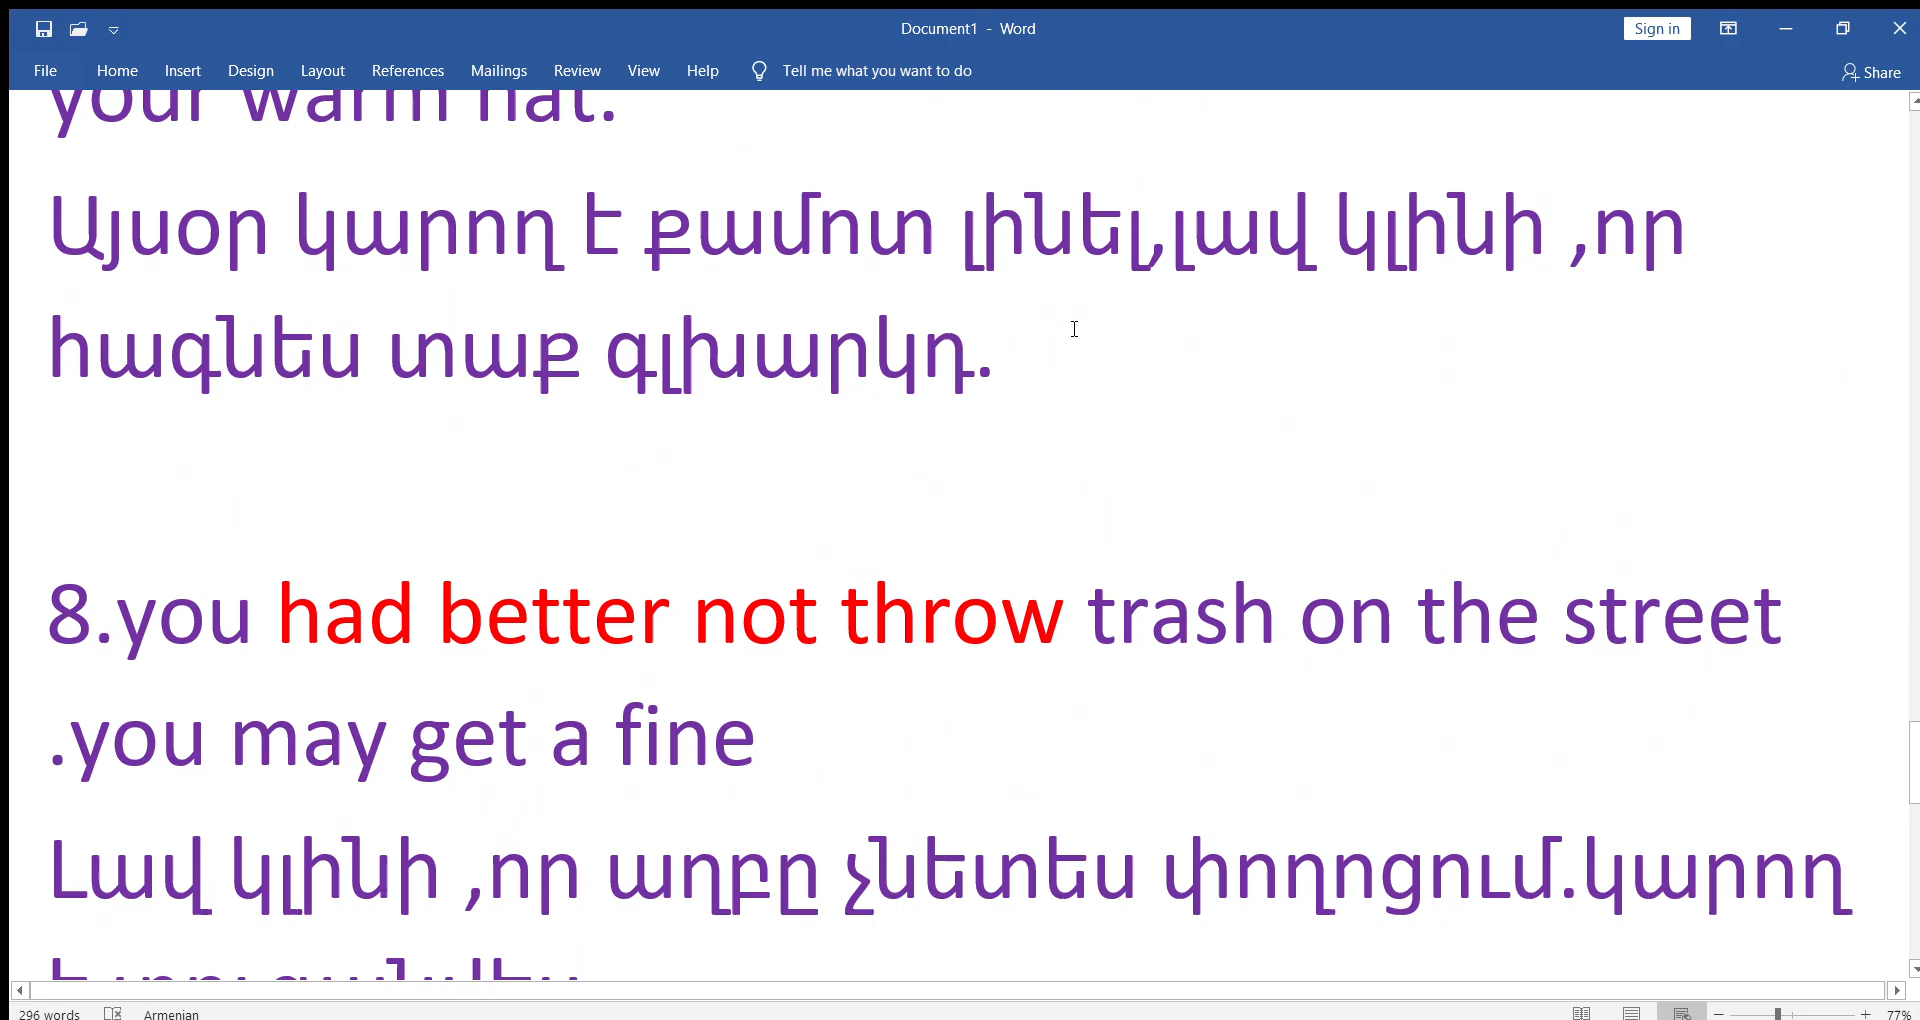 Document1 - Word
Sign in
File Home Insert Design Layout References Mailings Review View Help Tell me what you want to do
Share
your warm hat.
Այսօր կարող է քամոտ լինել,լավ կլինի ,որ
հագնես տաք գլխարկդ.
8.you had better not throw trash on the street
.you may get a fine
Լավ կլինի ,որ աղբը չնետես փողոցում.կարող
296 words Armenian 77%